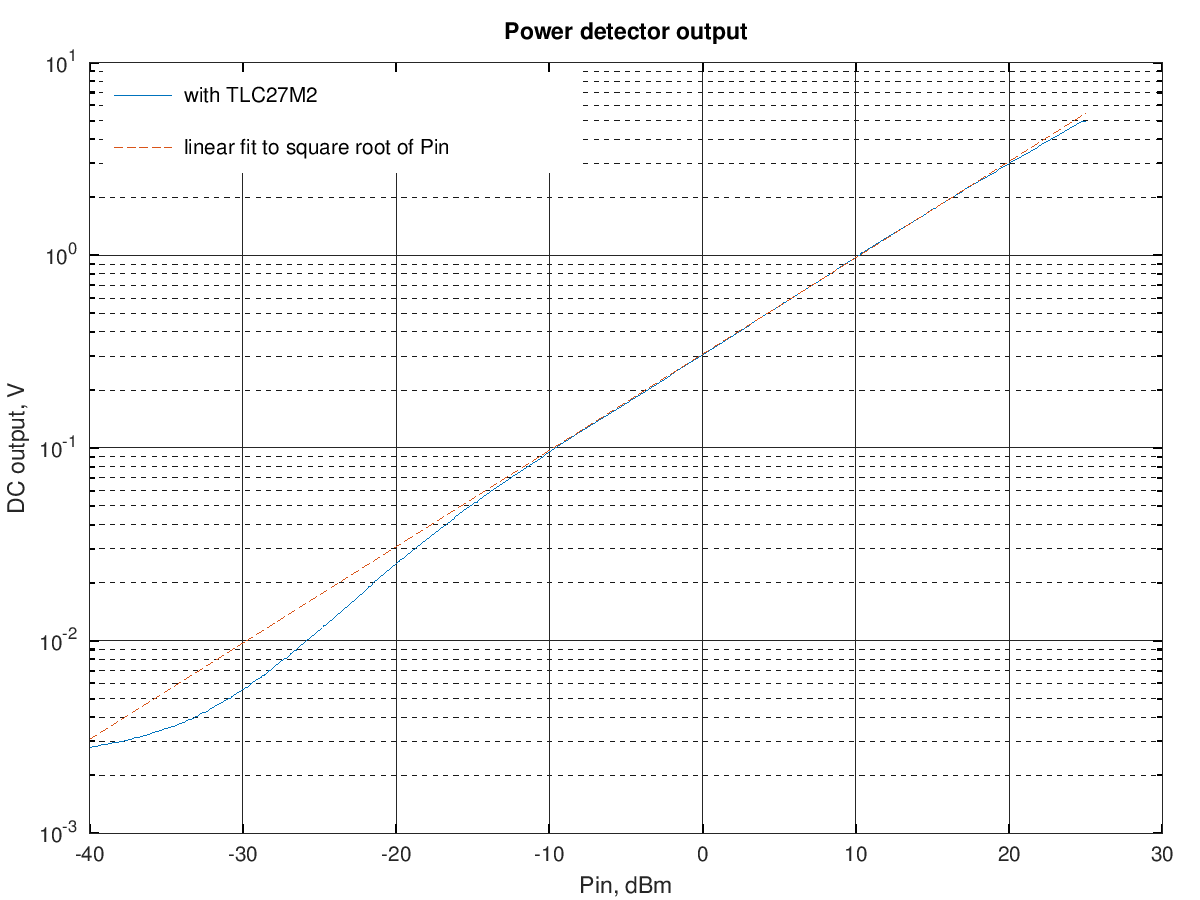 Power detector output
10^1
with TLC27M2
linear fit to square root of Pin
10^0
10^-1
10^-2
10^-3
DC output, V
-40 -30 -20 -10 0 10 20 30
Pin, dBm